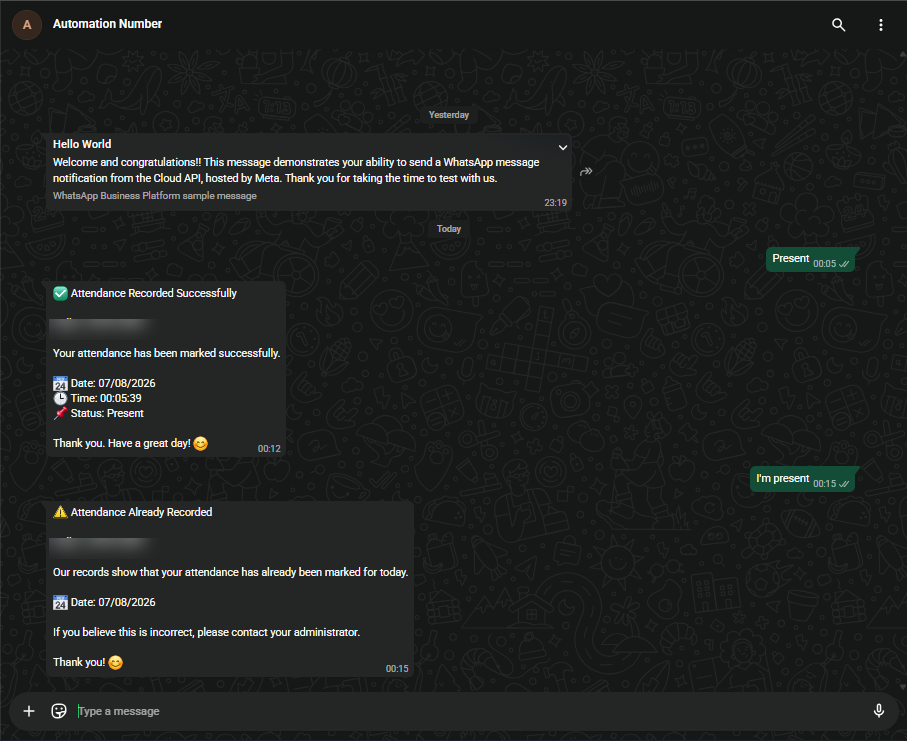 A
Automation Number
Yesterday
Hello World
Welcome and congratulations!! This message demonstrates your ability to send a WhatsApp message
notification from the Cloud API, hosted by Meta. Thank you for taking the time to test with us.
WhatsApp Business Platform sample message
23:19
Today
Present 00:05
✅ Attendance Recorded Successfully
Your attendance has been marked successfully.
📅 Date: 07/08/2026
🕒 Time: 00:05:39
📌 Status: Present
Thank you. Have a great day! 😊
00:12
I'm present 00:15
⚠️ Attendance Already Recorded
Our records show that your attendance has already been marked for today.
📅 Date: 07/08/2026
If you believe this is incorrect, please contact your administrator.
Thank you! 😊
00:15
Type a message